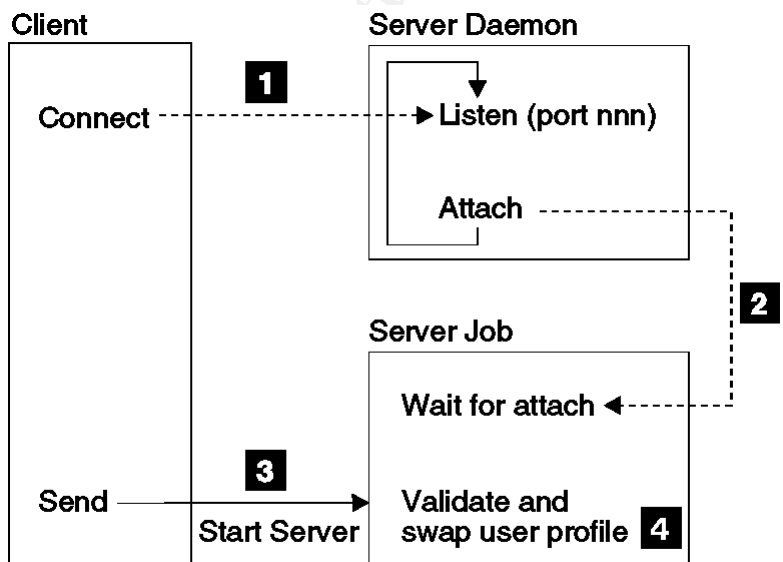 Client
Server Daemon
1
Connect
Listen (port nnn)
Attach
2
Server Job
Wait for attach
3
Send
Start Server
Validate and
swap user profile 4